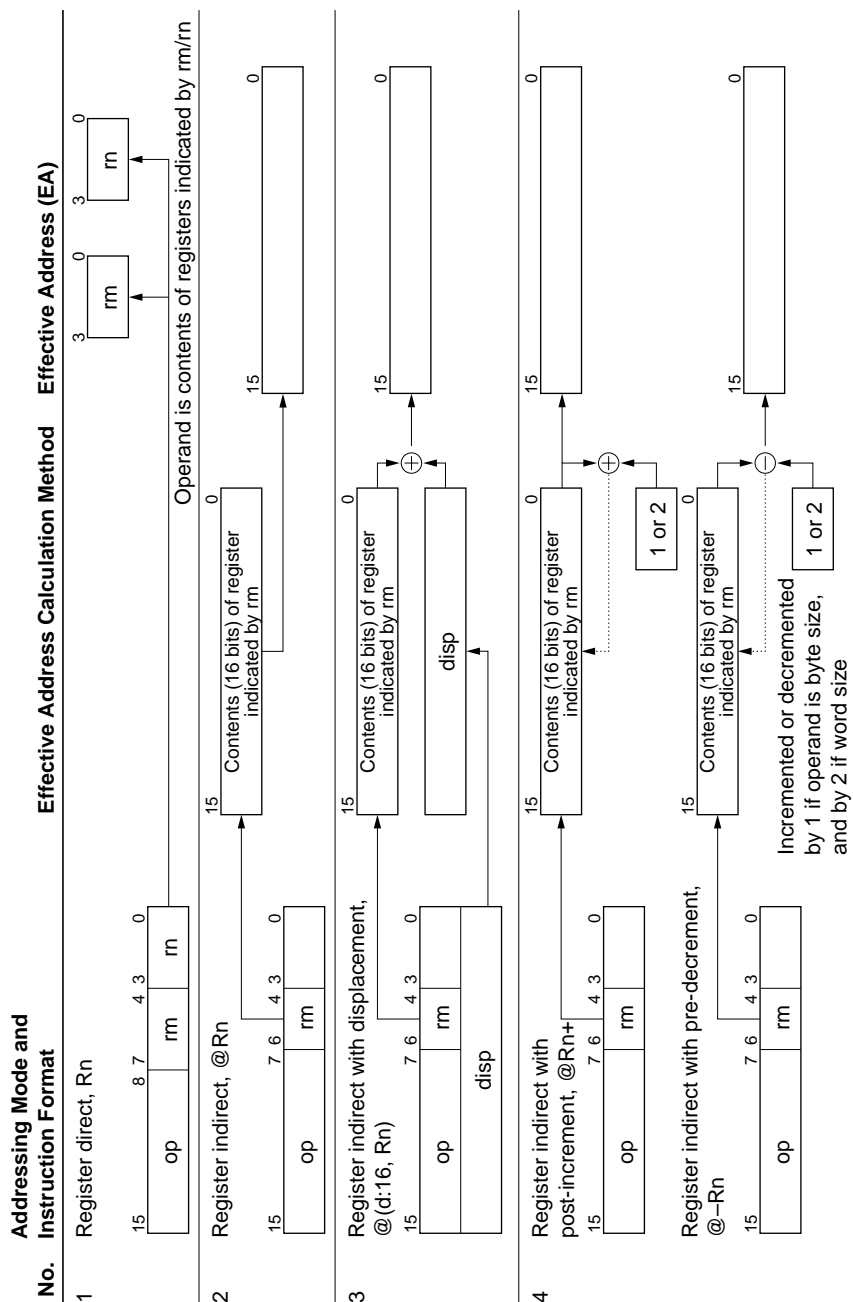 Addressing Mode and
No. Instruction Format Effective Address Calculation Method Effective Address (EA)
1 Register direct, Rn
15 8 7 4 3 0
op rm rn
3 0 3 0
rm rn
Operand is contents of registers indicated by rm/rn
2 Register indirect, @Rn
15 7 6 4 3 0
op rm
15 0
Contents (16 bits) of register
indicated by rm
15 0
3 Register indirect with displacement,
@(d:16, Rn)
15 7 6 4 3 0
op rm
disp
15 0
Contents (16 bits) of register
indicated by rm
disp
15 0
4 Register indirect with
post-increment, @Rn+
15 7 6 4 3 0
op rm
15 0
Contents (16 bits) of register
indicated by rm
1 or 2
15 0
Register indirect with pre-decrement,
@–Rn
15 7 6 4 3 0
op rm
15 0
Contents (16 bits) of register
indicated by rm
1 or 2
15 0
Incremented or decremented
by 1 if operand is byte size,
and by 2 if word size